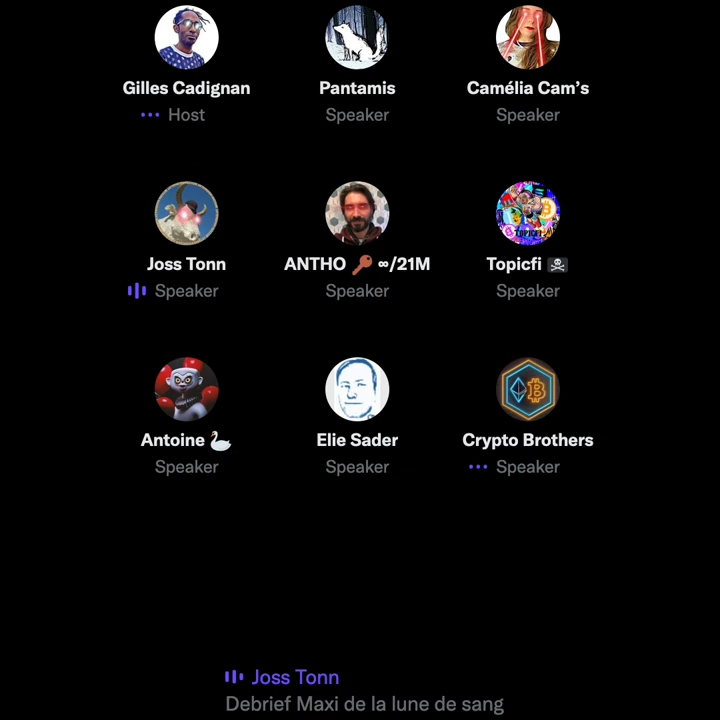 Gilles Cadignan Pantamis Camélia Cam’s
Host Speaker Speaker
Joss Tonn ANTHO 🗝 ∞/21M Topicfi ☠
Speaker Speaker Speaker
Antoine 🦢 Elie Sader Crypto Brothers
Speaker Speaker Speaker
Joss Tonn
Debrief Maxi de la lune de sang